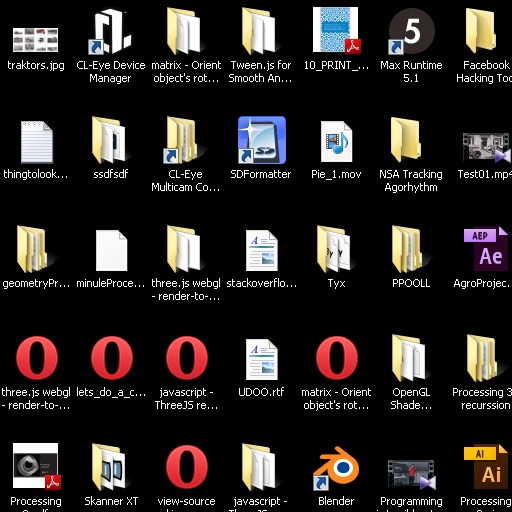 traktors.jpg
CL-Eye Device
Manager
matrix - Orient
object's rot...
Tween.js for
Smooth An...
10_PRINT_...
5
Max Runtime
5.1
Facebook
Hacking Too
thingtolook...
ssdfsdf
CL-Eye
Multicam Co...
SDFormatter
Pie_1.mov
NSA Tracking
Agorhythm
Test01.mp4
geometryPr...
minuleProce...
three.js webgl
- render-to-...
stackoverflo...
Tyx
PPOOLL
AEP
Ae
AgroProjec...
three.js webgl
- render-to-...
lets_do_a_c...
javascript -
ThreeJS re...
UDOO.rtf
matrix - Orient
object's rot...
OpenGL
Shade...
Processing 3
recurssion
Processing
Skanner XT
view-source
javascript -
Blender
Programming
AI
Ai
Processing